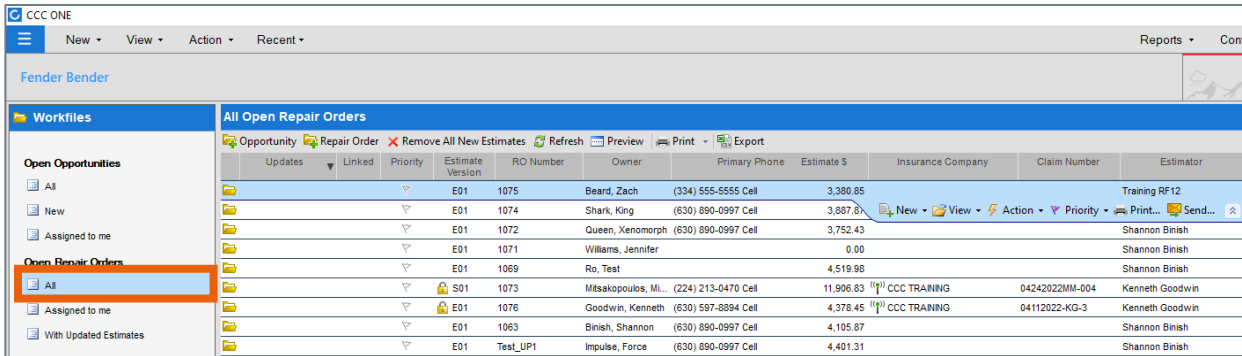 CCC ONE
New View Action Recent Reports Con
Fender Bender
Workfiles
Open Opportunities
All
New
Assigned to me
Open Repair Orders
All
Assigned to me
With Updated Estimates
All Open Repair Orders
Opportunity Repair Order Remove All New Estimates Refresh Preview Print Export
Updates Linked Priority Estimate Version RO Number Owner Primary Phone Estimate $ Insurance Company Claim Number Estimator
E01 1075 Beard, Zach (334) 555-5555 Cell 3,380.85 Training RF12
E01 1074 Shark, King (630) 890-0997 Cell 3,887.87 New View Action Priority Print... Send...
E01 1072 Queen, Xenomorph (630) 890-0997 Cell 3,752.43 Shannon Binish
E01 1071 Williams, Jennifer 0.00 Shannon Binish
E01 1069 Ro, Test 4,519.98 Shannon Binish
S01 1073 Mitsakopoulos, Mi... (224) 213-0470 Cell 11,906.83 CCC TRAINING 04242022MM-004 Kenneth Goodwin
E01 1076 Goodwin, Kenneth (630) 597-8894 Cell 4,378.45 CCC TRAINING 04112022-KG-3 Kenneth Goodwin
E01 1063 Binish, Shannon (630) 890-0997 Cell 4,105.87 Shannon Binish
E01 Test_UP1 Impulse, Force (630) 890-0997 Cell 4,401.31 Shannon Binish